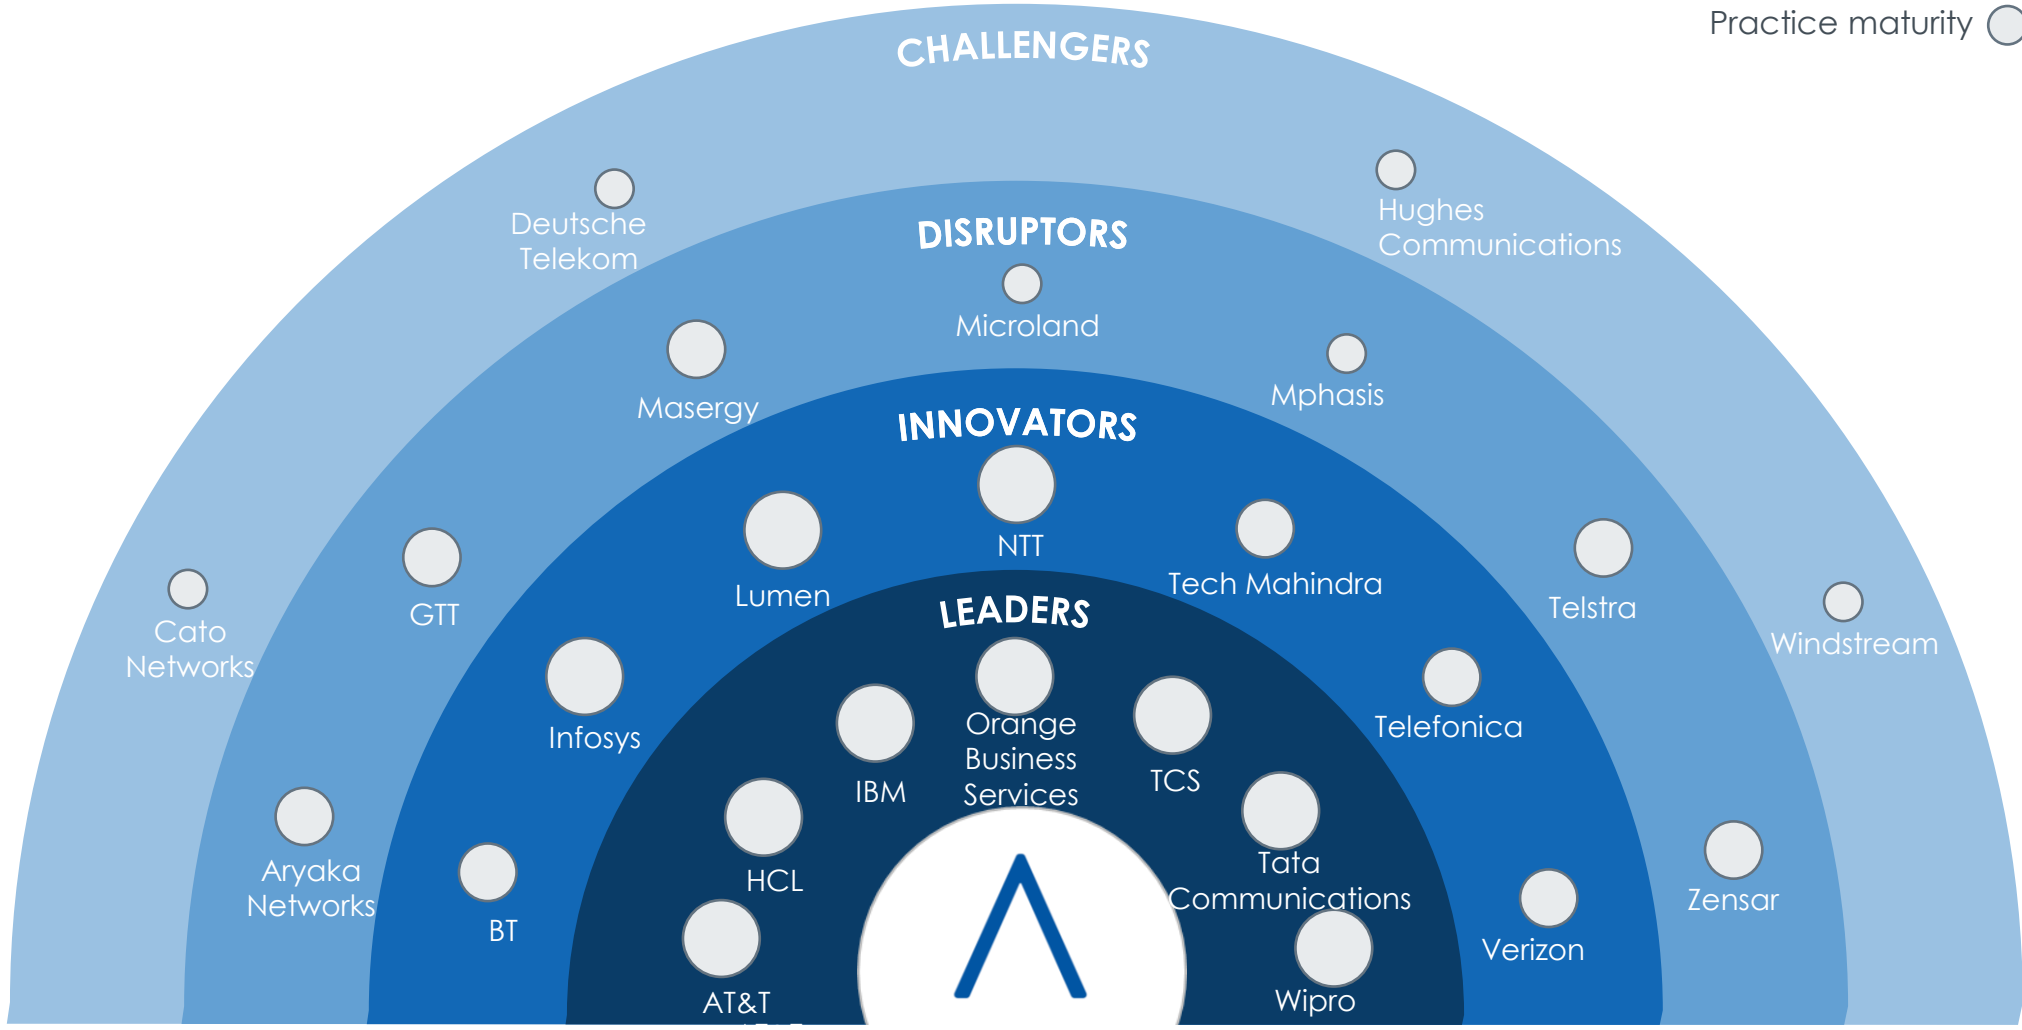 Practice maturity
CHALLENGERS
Deutsche
Telekom
Hughes
Communications
Cato
Networks
Windstream
DISRUPTORS
Microland
Masergy
Mphasis
GTT
Telstra
Aryaka
Networks
Zensar
INNOVATORS
NTT
Lumen
Tech Mahindra
Infosys
Telefonica
BT
Verizon
LEADERS
Orange
Business
Services
IBM
TCS
HCL
Tata
Communications
AT&T
Wipro